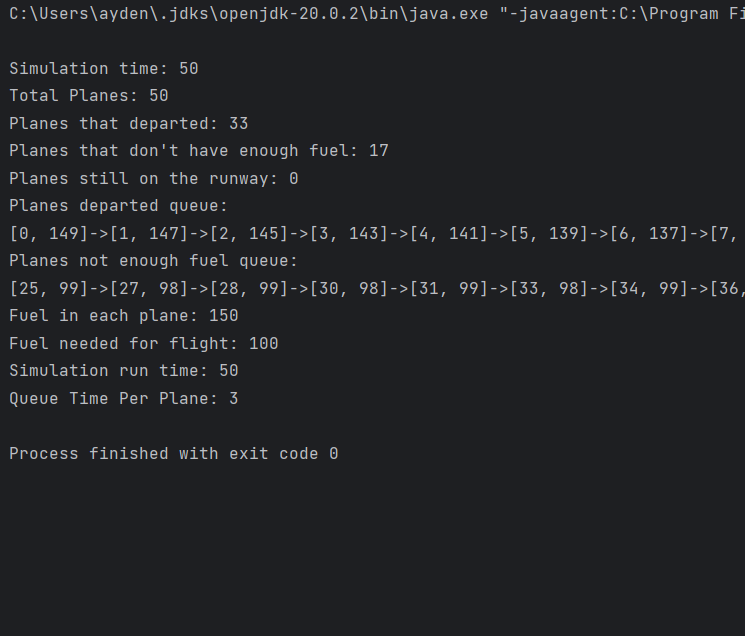 C:\Users\ayden\.jdks\openjdk-20.0.2\bin\java.exe "-javaagent:C:\Program Fi
Simulation time: 50
Total Planes: 50
Planes that departed: 33
Planes that don't have enough fuel: 17
Planes still on the runway: 0
Planes departed queue:
[0, 149]->[1, 147]->[2, 145]->[3, 143]->[4, 141]->[5, 139]->[6, 137]->[7,
Planes not enough fuel queue:
[25, 99]->[27, 98]->[28, 99]->[30, 98]->[31, 99]->[33, 98]->[34, 99]->[36,
Fuel in each plane: 150
Fuel needed for flight: 100
Simulation run time: 50
Queue Time Per Plane: 3
Process finished with exit code 0